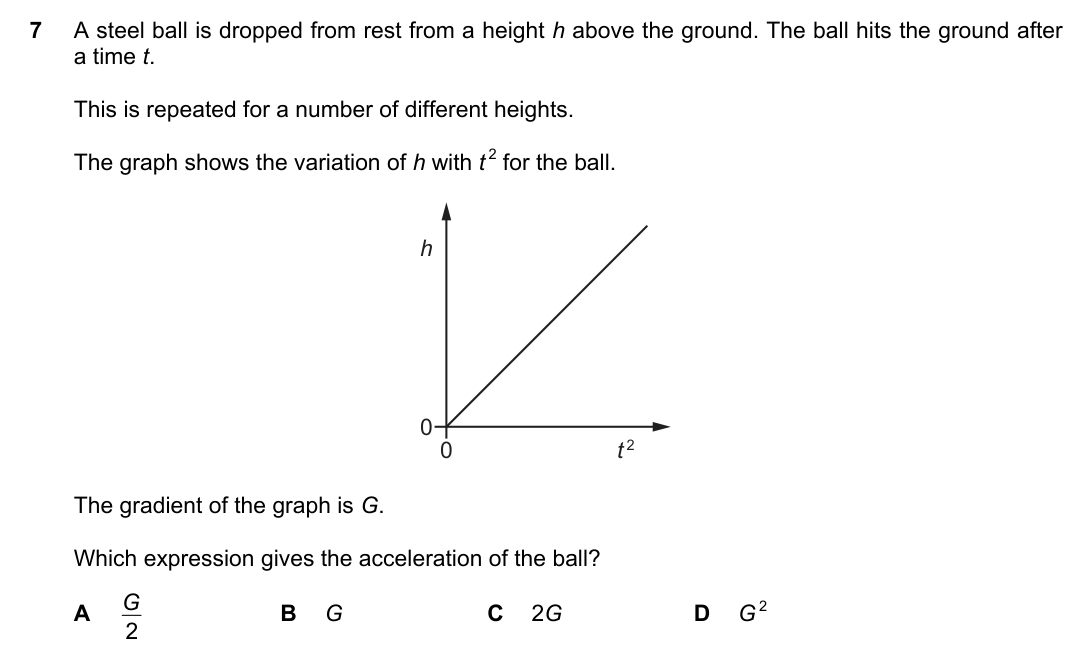 7 A steel ball is dropped from rest from a height h above the ground. The ball hits the ground after
a time t.
This is repeated for a number of different heights.
The graph shows the variation of h with t² for the ball.
h
0
0
t²
The gradient of the graph is G.
Which expression gives the acceleration of the ball?
A G/2 B G C 2G D G²